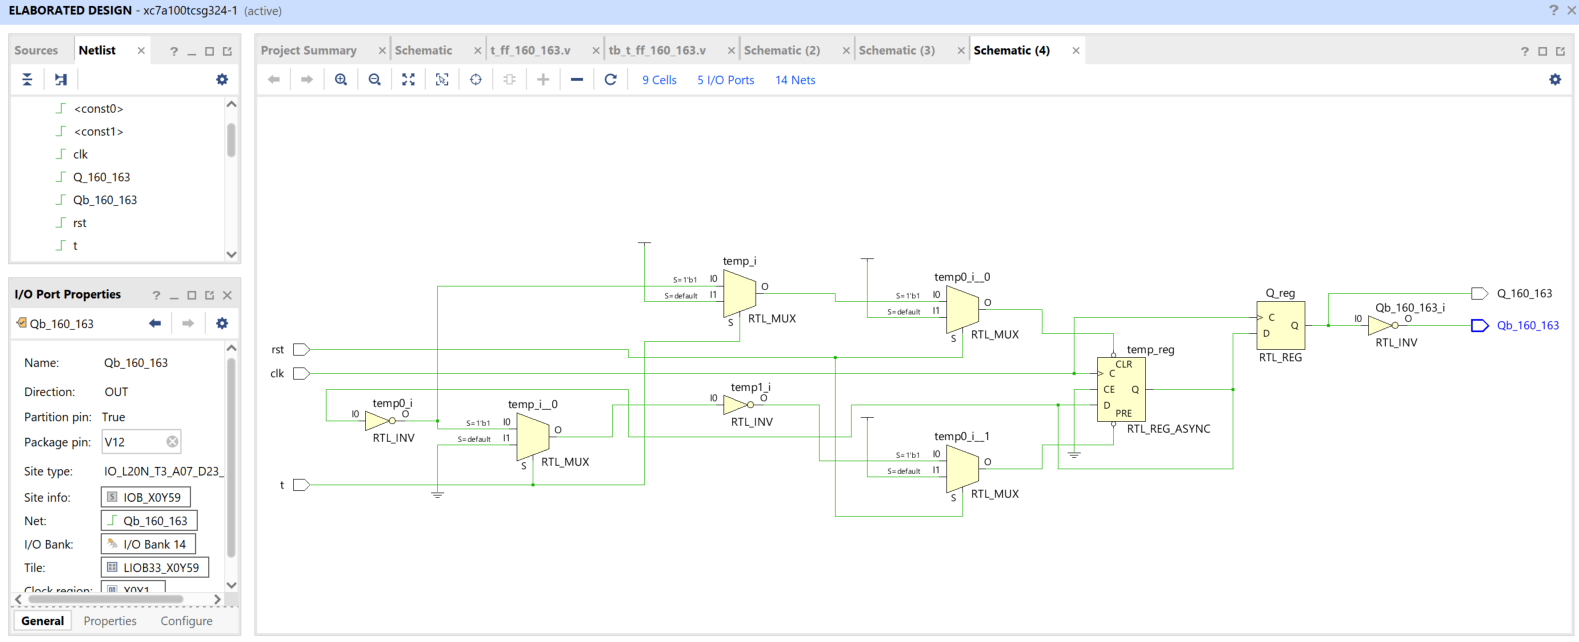 ELABORATED DESIGN - xc7a100tcsg324-1 (active)
Sources Netlist
<const0>
<const1>
clk
Q_160_163
Qb_160_163
rst
t
I/O Port Properties
Qb_160_163
Name: Qb_160_163
Direction: OUT
Partition pin: True
Package pin: V12
Site type: IO_L20N_T3_A07_D23_
Site info: IOB_X0Y59
Net: Qb_160_163
I/O Bank: I/O Bank 14
Tile: LIOB33_X0Y59
Clock region: X0Y1
General Properties Configure
Project Summary Schematic t_ff_160_163.v tb_t_ff_160_163.v Schematic (2) Schematic (3) Schematic (4)
9 Cells 5 I/O Ports 14 Nets
temp_i
S=1'b1 I0
O
S=default I1
S
RTL_MUX
temp0_i__0
S=1'b1 I0
O
S=default I1
S
RTL_MUX
Q_reg
C
D
Q
RTL_REG
Q_160_163
Qb_160_163_i
I0 O
RTL_INV
Qb_160_163
rst
clk
temp_reg
CLR
C
CE Q
D
PRE
RTL_REG_ASYNC
temp0_i
I0 O
RTL_INV
temp_i__0
S=1'b1 I0
O
S=default I1
S
RTL_MUX
temp1_i
I0 O
RTL_INV
temp0_i__1
S=1'b1 I0
O
S=default I1
S
RTL_MUX
t